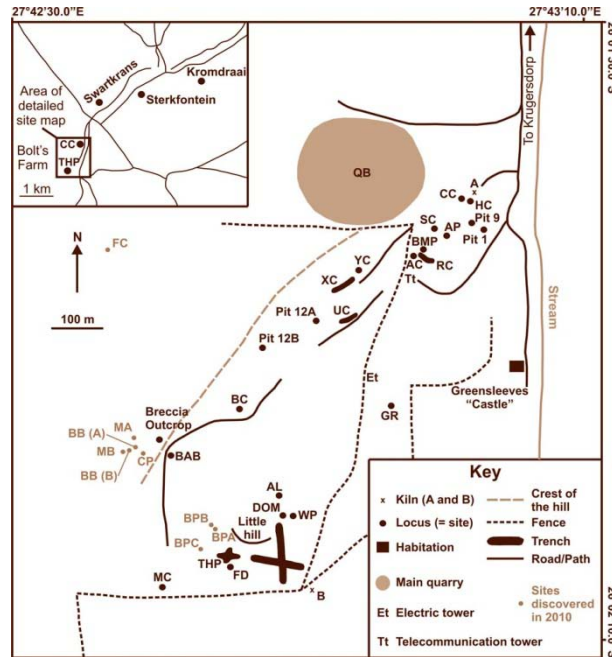 27°42'30."E
27°43'10."E
Area of
detailed
site map
Swartkrans
Kromdraai
Sterkfontein
Bolt's
Farm
CC
THP
1 km
To Krugersdorp
QB
A
CC
HC
SC
Pit 9
AP
Pit 1
BMP
AC
RC
Tt
N
FC
YC
XC
100 m
Pit 12A
UC
Pit 12B
Stream
Et
Greensleeves
"Castle"
BC
GR
Breccia
Outcrop
MA
BB (A)
MB
CP
BB (B)
BAB
AL
DOM
WP
BPB
Little
hill
BPA
BPC
THP
FD
MC
B
Key
x Kiln (A and B)
Locus (= site)
Habitation
Main quarry
Et Electric tower
Tt Telecommunication tower
Crest of
the hill
Fence
Trench
Road/Path
Sites
discovered
in 2010